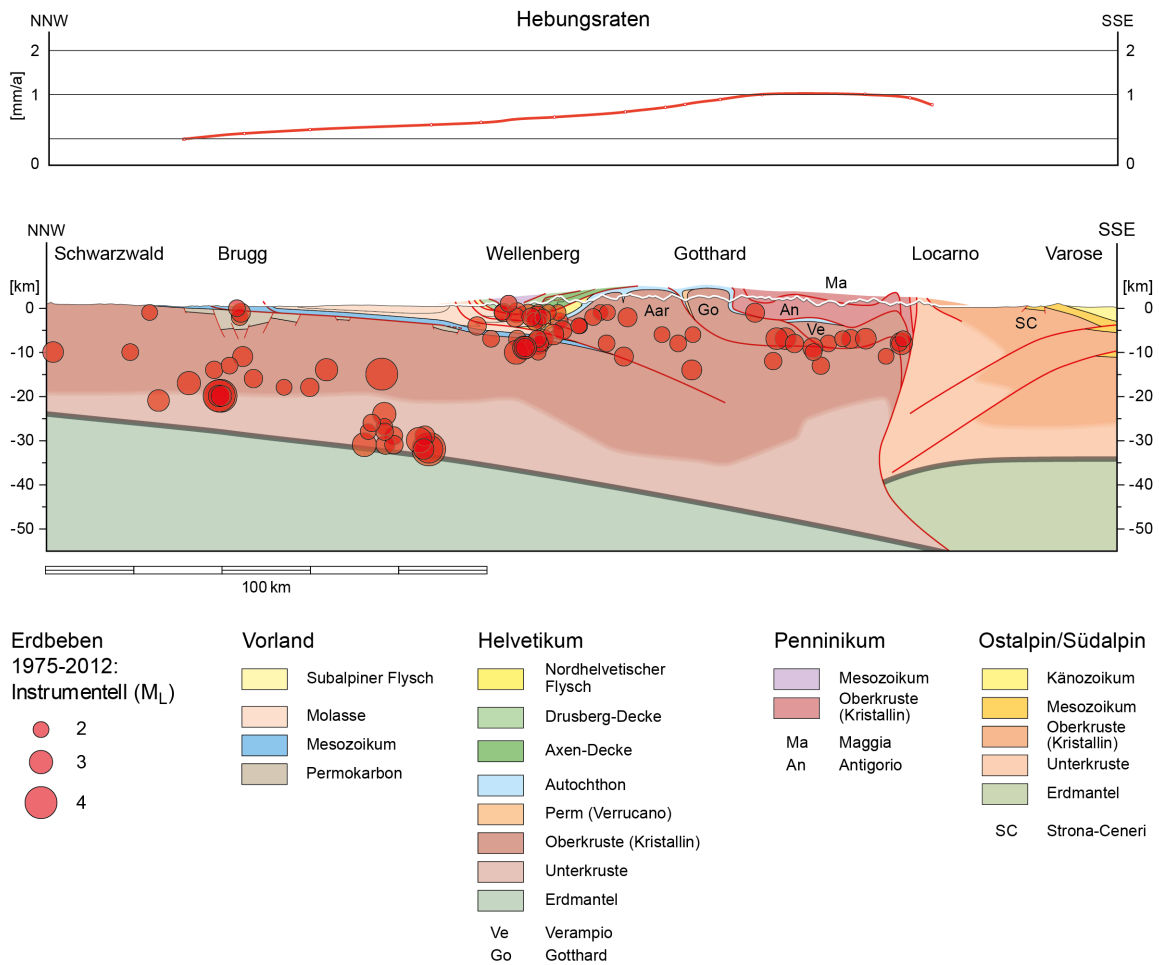 Hebungsraten
NNW
SSE
[mm/a]
2
2
1
1
0
0
NNW
SSE
Schwarzwald
Brugg
Wellenberg
Gotthard
Locarno
Varose
[km]
[km]
Ma
0
0
Aar
Go
An
Ve
SC
-10
-10
-20
-20
-30
-30
-40
-40
-50
-50
100 km
Erdbeben
1975-2012:
Instrumentell (ML)
2
3
4
Vorland
Subalpiner Flysch
Molasse
Mesozoikum
Permokarbon
Helvetikum
Nordhelvetischer
Flysch
Drusberg-Decke
Axen-Decke
Autochthon
Perm (Verrucano)
Oberkruste (Kristallin)
Unterkruste
Erdmantel
Ve Verampio
Go Gotthard
Penninikum
Mesozoikum
Oberkruste
(Kristallin)
Ma Maggia
An Antigorio
Ostalpin/Südalpin
Känozoikum
Mesozoikum
Oberkruste
(Kristallin)
Unterkruste
Erdmantel
SC Strona-Ceneri